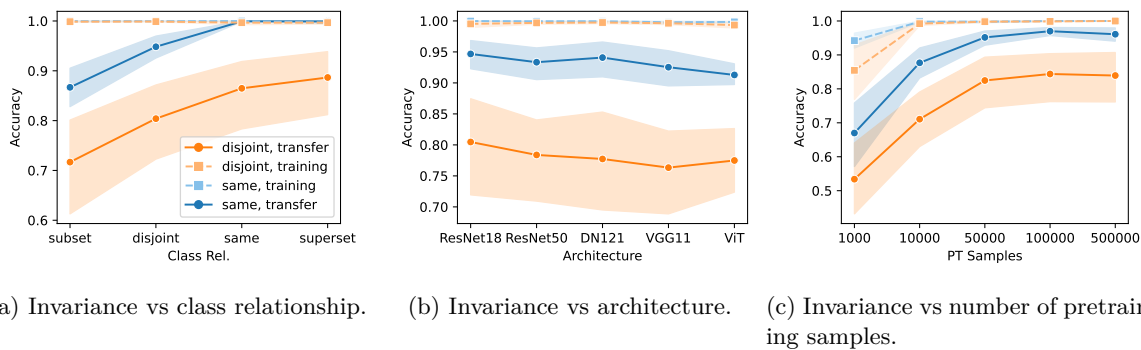 1.0
0.9
0.8
0.7
0.6
Accuracy
subset disjoint same superset
Class Rel.
disjoint, transfer
disjoint, training
same, training
same, transfer
1.00
0.95
0.90
0.85
0.80
0.75
0.70
Accuracy
ResNet18 ResNet50 DN121 VGG11 ViT
Architecture
1.0
0.9
0.8
0.7
0.6
0.5
Accuracy
1000 10000 50000 100000 500000
PT Samples
a) Invariance vs class relationship.
(b) Invariance vs architecture.
(c) Invariance vs number of pretrain
ing samples.